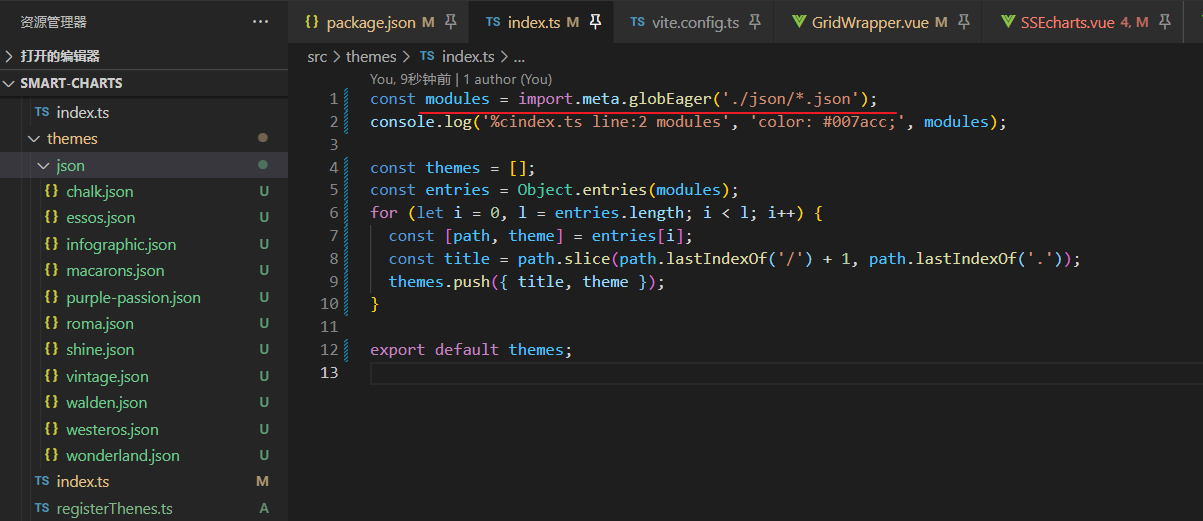 资源管理器 ···
打开的编辑器
SMART-CHARTS
TS index.ts
themes
json
{} chalk.json U
{} essos.json U
{} infographic.json U
{} macarons.json U
{} purple-passion.json U
{} roma.json U
{} shine.json U
{} vintage.json U
{} walden.json U
{} westeros.json U
{} wonderland.json U
TS index.ts M
TS registerThenes.ts A
{} package.json M TS index.ts M TS vite.config.ts GridWrapper.vue M SSEcharts.vue 4, M
src > themes > TS index.ts > ...
You, 9秒钟前 | 1 author (You)
1 const modules = import.meta.globEager('./json/*.json');
2 console.log('%cindex.ts line:2 modules', 'color: #007acc;', modules);
3
4 const themes = [];
5 const entries = Object.entries(modules);
6 for (let i = 0, l = entries.length; i < l; i++) {
7 const [path, theme] = entries[i];
8 const title = path.slice(path.lastIndexOf('/') + 1, path.lastIndexOf('.'));
9 themes.push({ title, theme });
10 }
11
12 export default themes;
13